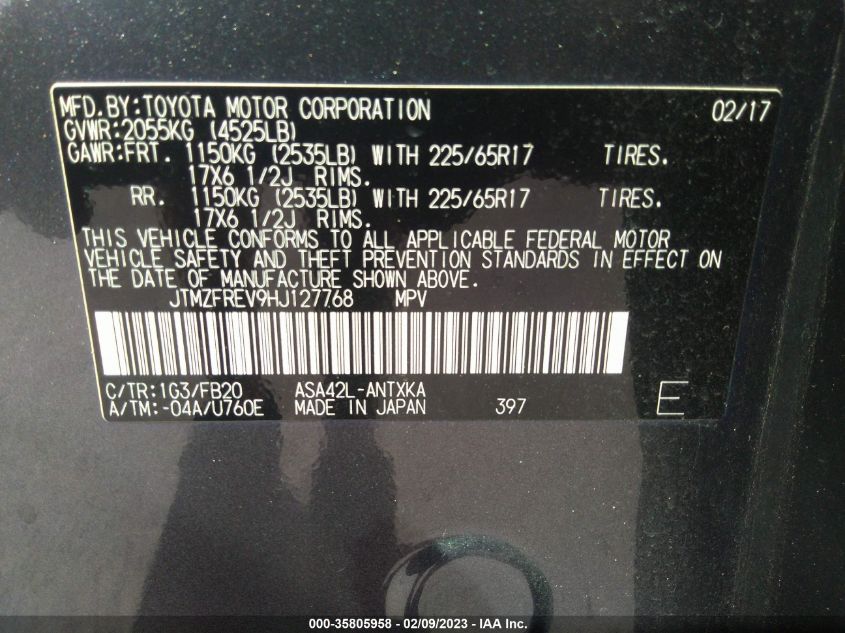 MFD.BY:TOYOTA MOTOR CORPORATION 02/17
GVWR:2055KG (4525LB)
GAWR:FRT. 1150KG (2535LB) WITH 225/65R17 TIRES.
17X6 1/2J RIMS.
RR. 1150KG (2535LB) WITH 225/65R17 TIRES.
17X6 1/2J RIMS.
THIS VEHICLE CONFORMS TO ALL APPLICABLE FEDERAL MOTOR
VEHICLE SAFETY AND THEFT PREVENTION STANDARDS IN EFFECT ON
THE DATE OF MANUFACTURE SHOWN ABOVE.
JTMZFREV9HJ127768 MPV
C/TR:1G3/FB20 ASA42L-ANTXKA
A/TM:-04A/U760E MADE IN JAPAN 397 E
000-35805958 - 02/09/2023 - IAA Inc.